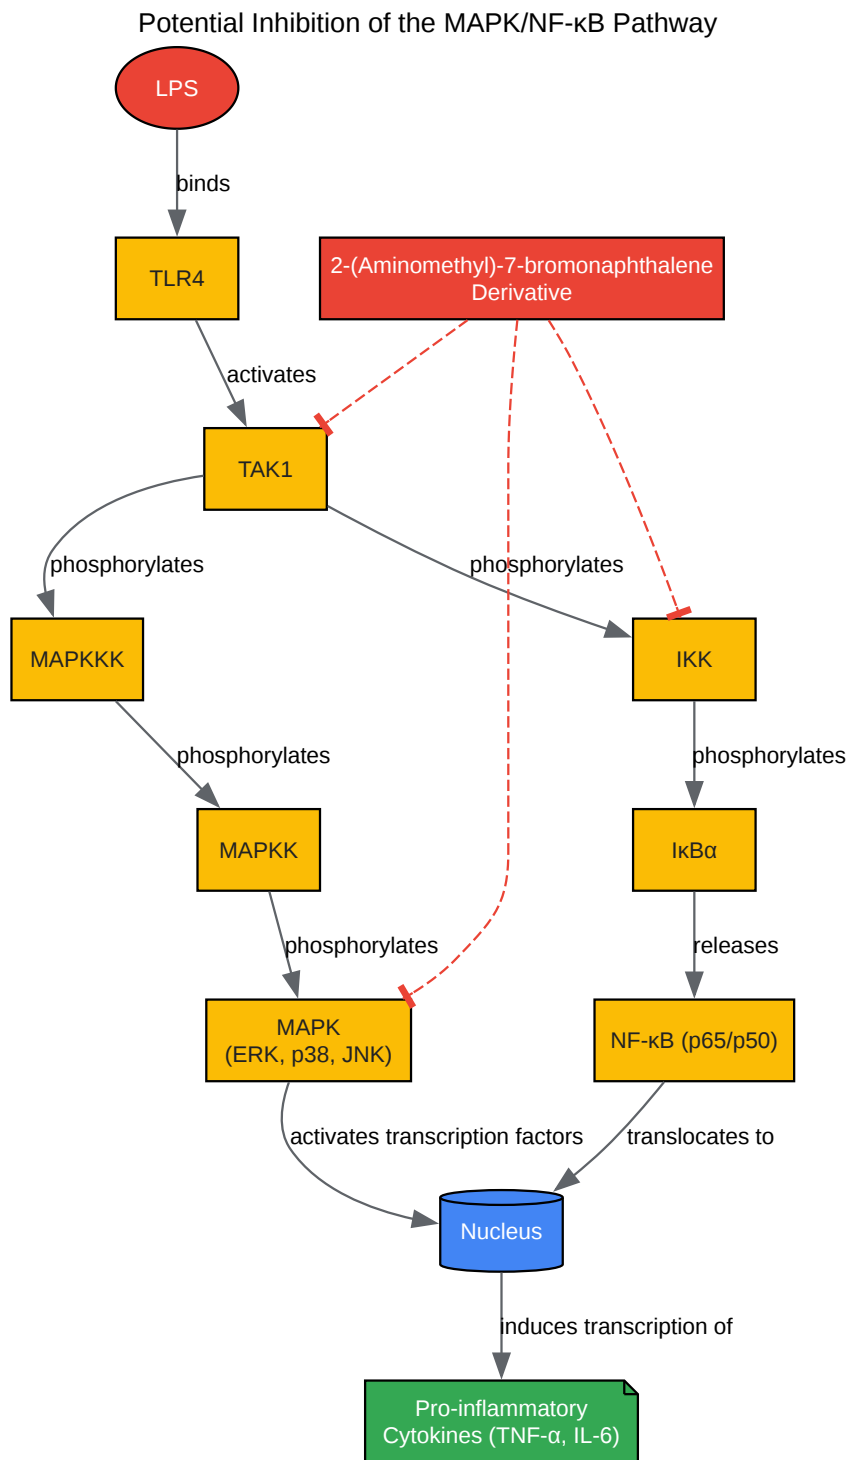 Potential Inhibition of the MAPK/NF-κB Pathway
LPS
binds
TLR4
2-(Aminomethyl)-7-bromonaphthalene
Derivative
activates
TAK1
phosphorylates
phosphorylates
MAPKKK
IKK
phosphorylates
phosphorylates
MAPKK
IκBα
phosphorylates
releases
MAPK
(ERK, p38, JNK)
NF-κB (p65/p50)
activates transcription factors
translocates to
Nucleus
induces transcription of
Pro-inflammatory
Cytokines (TNF-α, IL-6)